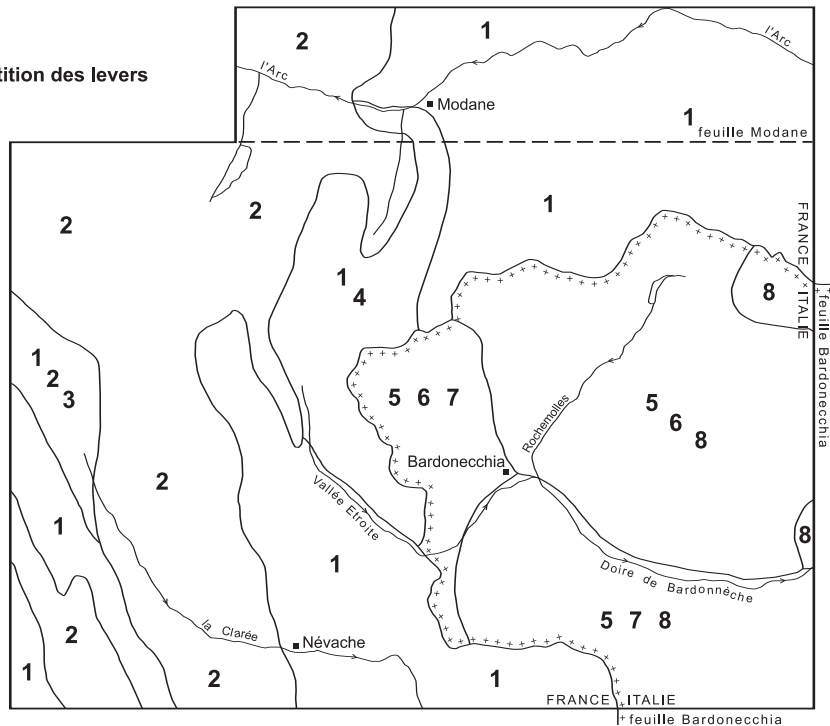 tition des levers
2
1
l'Arc
l'Arc
Modane
1
feuille Modane
2
2
1
FRANCE
ITALIE
feuille Bardonecchia
8
1
4
1
2
3
5 6 7
5
6
8
Rochemolles
Bardonecchia
2
Vallée Etroite
1
8
1
Doire de Bardonnèche
5 7 8
la Clarée
Névache
2
1
2
1
FRANCE ITALIE
feuille Bardonecchia